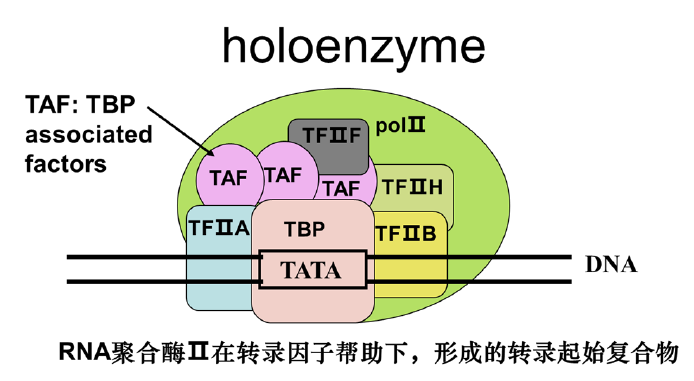 holoenzyme
TAF: TBP
associated
factors
TFⅡF
polⅡ
TAF
TAF
TAF
TFⅡH
TFⅡA
TBP
TFⅡB
TATA
DNA
RNA聚合酶Ⅱ在转录因子帮助下，形成的转录起始复合物